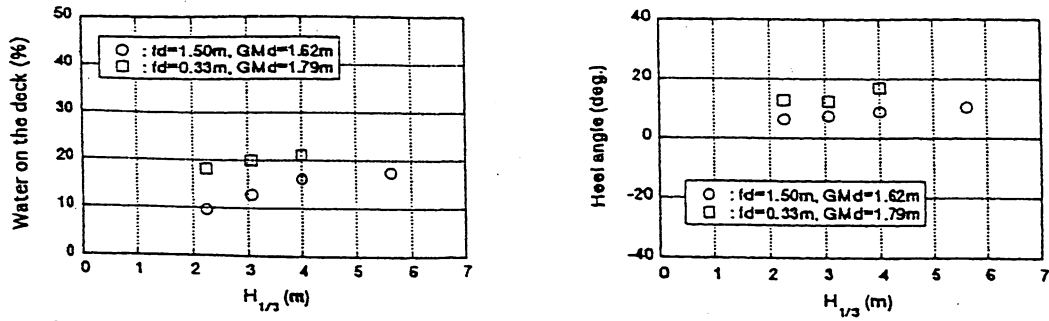 Water on the deck (%)
50
40
30
20
10
0
○ : fd=1.50m, GMd=1.62m
□ : fd=0.33m, GMd=1.79m
0 1 2 3 4 5 6 7
H1/3 (m)
Heel angle (deg.)
40
20
0
-20
-40
○ : fd=1.50m, GMd=1.62m
□ : fd=0.33m, GMd=1.79m
0 1 2 3 4 5 6 7
H1/3 (m)